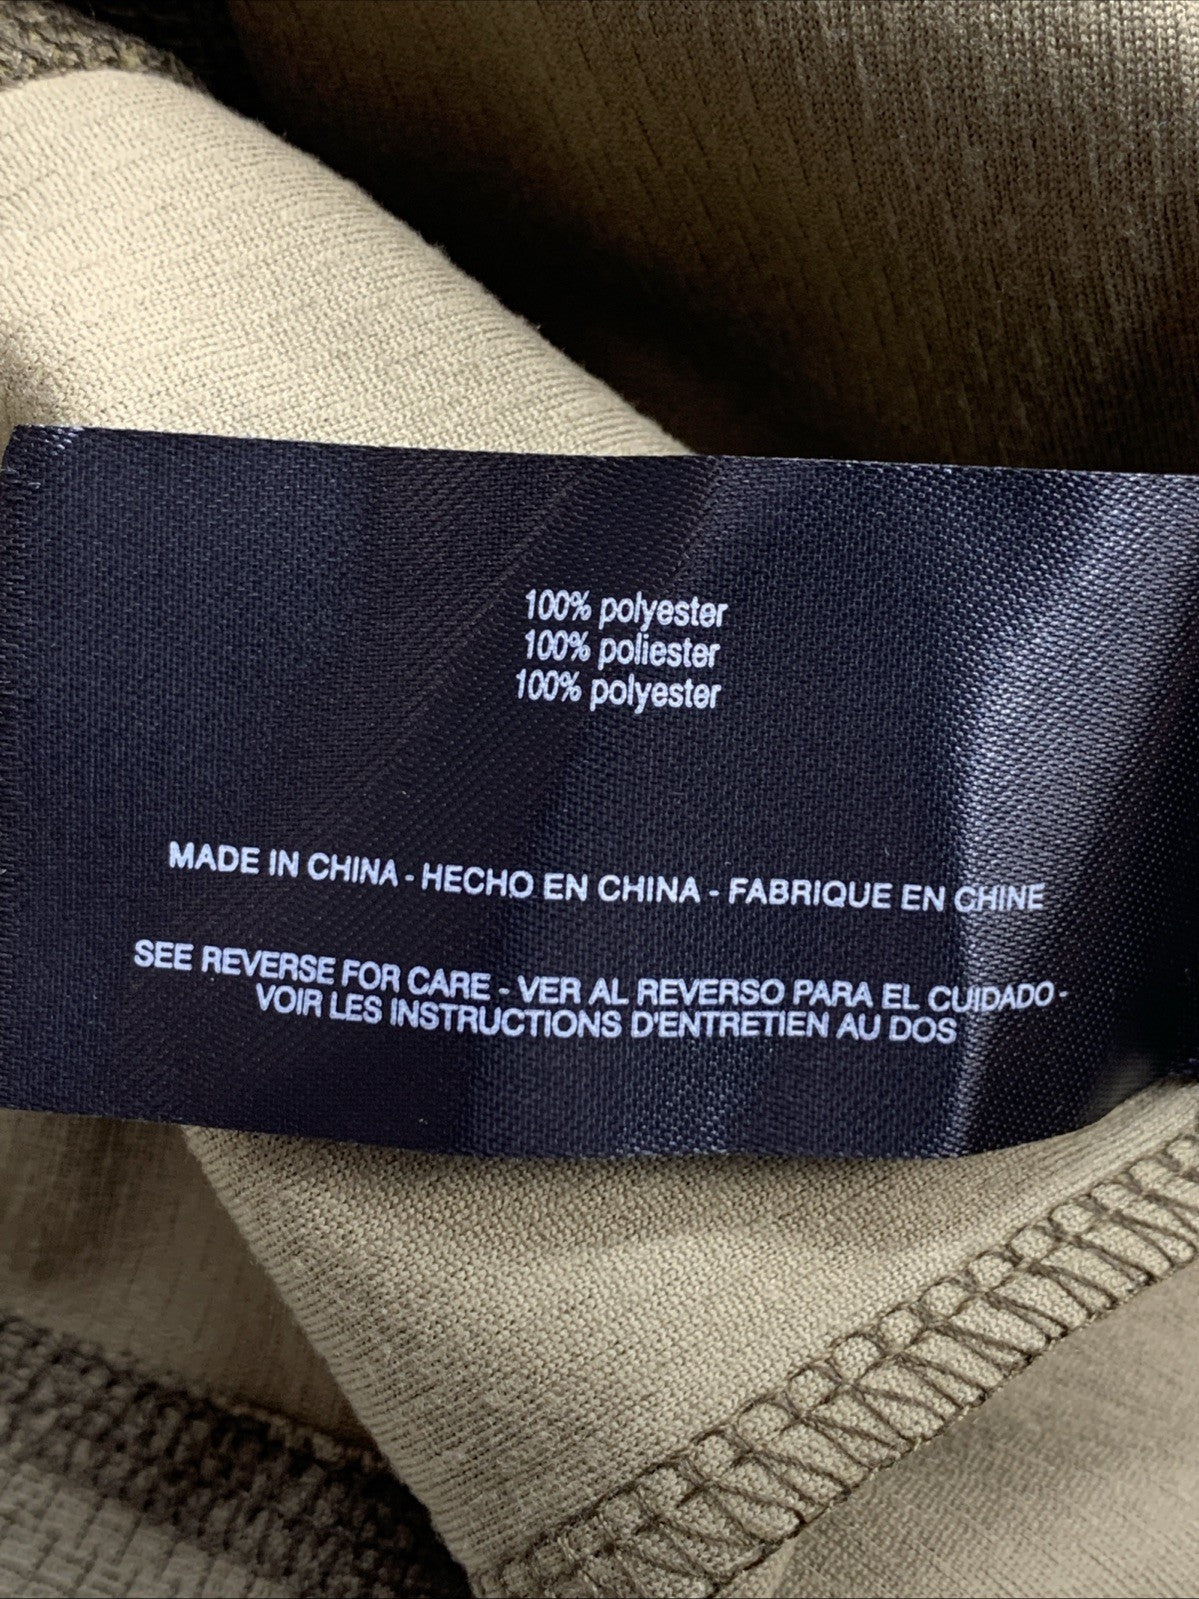 100% polyester
100% poliester
100% polyester
MADE IN CHINA - HECHO EN CHINA - FABRIQUE EN CHINE
SEE REVERSE FOR CARE - VER AL REVERSO PARA EL CUIDADO -
VOIR LES INSTRUCTIONS D'ENTRETIEN AU DOS